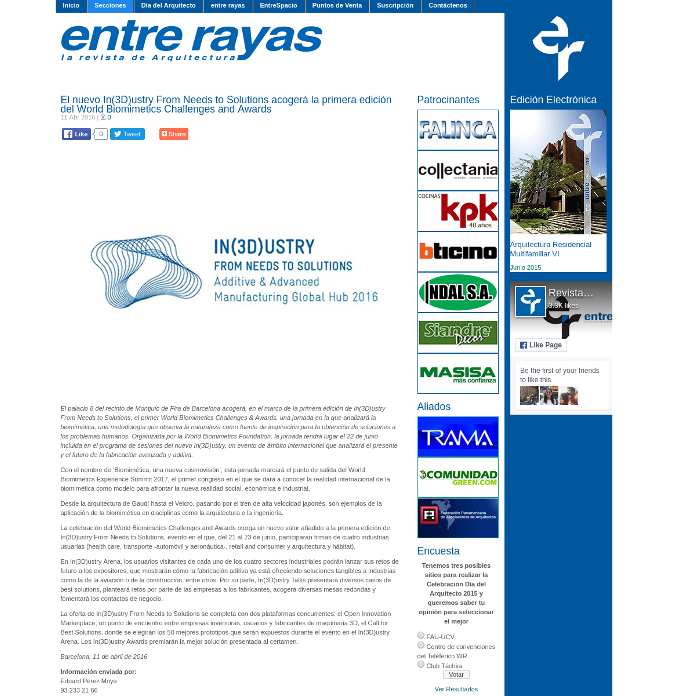 Inicio
Secciones
Día del Arquitecto
entre rayas
EntreEspacio
Puntos de Venta
Suscripción
Contáctenos
entre rayas
la revista de Arquitectura
El nuevo In(3D)ustry From Needs to Solutions acogerá la primera edición
del World Biomimetics Challenges and Awards
11 Abr 2016 | 0
Like
0
Tweet
Share
IN(3D)USTRY
FROM NEEDS TO SOLUTIONS
Additive & Advanced
Manufacturing Global Hub 2016
El palacio 8 del recinto de Montjuïc de Fira de Barcelona acogerá, en el marco de la primera edición de In(3D)ustry
From Needs to Solutions, el primer World Biomimetics Challenges & Awards, una jornada en la que analizará la
biomimética, una metodología que observa la naturaleza como fuente de inspiración para la obtención de soluciones a
los problemas humanos. Organizada por la World Biomimetics Foundation, la jornada tendrá lugar el 22 de junio
incluida en el programa de sesiones del nuevo In(3D)ustry, un evento de ámbito internacional que analizará el presente
y el futuro de la fabricación avanzada y aditiva.
Con el nombre de 'Biomimética, una nueva cosmovisión', esta jornada marcará el punto de salida del World
Biomimetics Experience Summit 2017, el primer congreso en el que se dará a conocer la realidad internacional de la
biomimética como modelo para afrontar la nueva realidad social, económica e industrial.
Desde la arquitectura de Gaudí hasta el Velcro, pasando por el tren de alta velocidad japonés, son ejemplos de la
aplicación de la biomimética en disciplinas como la arquitectura o la ingeniería.
La celebración del World Biomimetics Challenges and Awards otorga un nuevo valor añadido a la primera edición de
In(3D)ustry From Needs to Solutions, evento en el que, del 21 al 23 de junio, participarán firmas de cuatro industrias
usuarias (health care, transporte -automóvil y aeronáutica-, retail and consumer y arquitectura y hábitat).
En In(3D)ustry Arena, los usuarios visitantes de cada uno de los cuatro sectores industriales podrán lanzar sus retos de
futuro a los expositores, que mostrarán cómo la fabricación aditiva ya está ofreciendo soluciones tangibles a industrias
como la de la aviación o de la construcción, entre otros. Por su parte, In(3D)ustry Talks presentará diversos casos de
best solutions, planteará retos por parte de las empresas a los fabricantes, acogerá diversas mesas redondas y
fomentará los contactos de negocio.
La oferta de In(3D)ustry From Needs to Solutions se completa con dos plataformas concurrentes: el Open Innovation
Marketplace, un punto de encuentro entre empresas inversoras, usuarios y fabricantes de maquinaria 3D, el Call for
Best Solutions, donde se elegirán los 50 mejores prototipos que serán expuestos durante el evento en el In(3D)ustry
Arena. Los In(3D)ustry Awards premiarán la mejor solución presentada al certamen.
Barcelona, 11 de abril de 2016
Información enviada por:
Eduard Pérez Moya
93 233 21 66
Patrocinantes
FALINCA
collectania
COCINAS
kpk
40 años
bticino
INDAL S.A.
Siandre
Décor
MASISA
más confianza
Aliados
TRAMA
COMUNIDAD
GREEN.COM
Federación Panamericana
de Asociaciones de Arquitectos
Encuesta
Tenemos tres posibles
sitios para realizar la
Celebración Día del
Arquitecto 2015 y
queremos saber tu
opinión para seleccionar
el mejor
FAU-UCV
Centro de convenciones
del Teleférico WR
Club Táchira
Votar
Ver Resultados
er
Edición Electrónica
Arquitectura Residencial
Multifamiliar VI
Junio 2015
Revista...
3.3K likes
entre
Like Page
Be the first of your friends
to like this